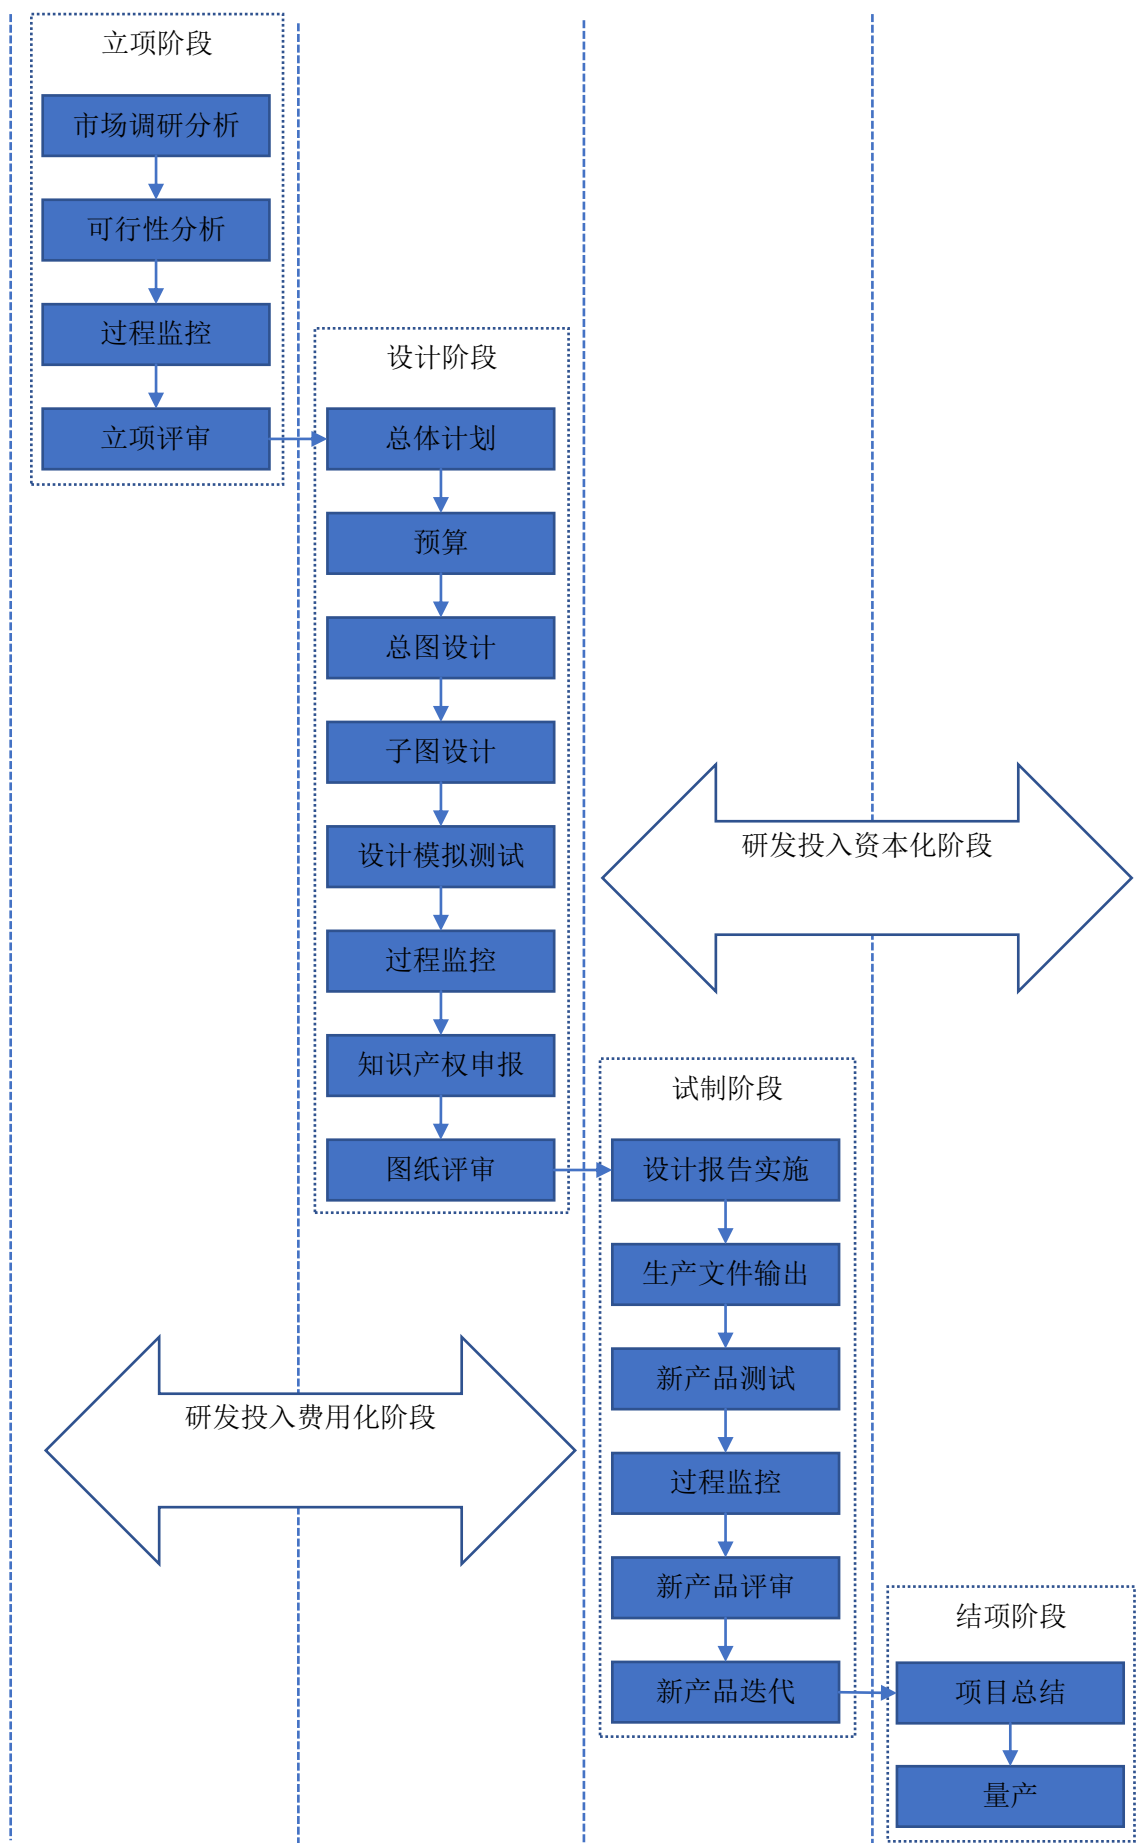 立项阶段
市场调研分析
可行性分析
过程监控
立项评审
设计阶段
总体计划
预算
总图设计
子图设计
设计模拟测试
过程监控
知识产权申报
图纸评审
研发投入资本化阶段
试制阶段
设计报告实施
生产文件输出
新产品测试
过程监控
新产品评审
新产品迭代
研发投入费用化阶段
结项阶段
项目总结
量产